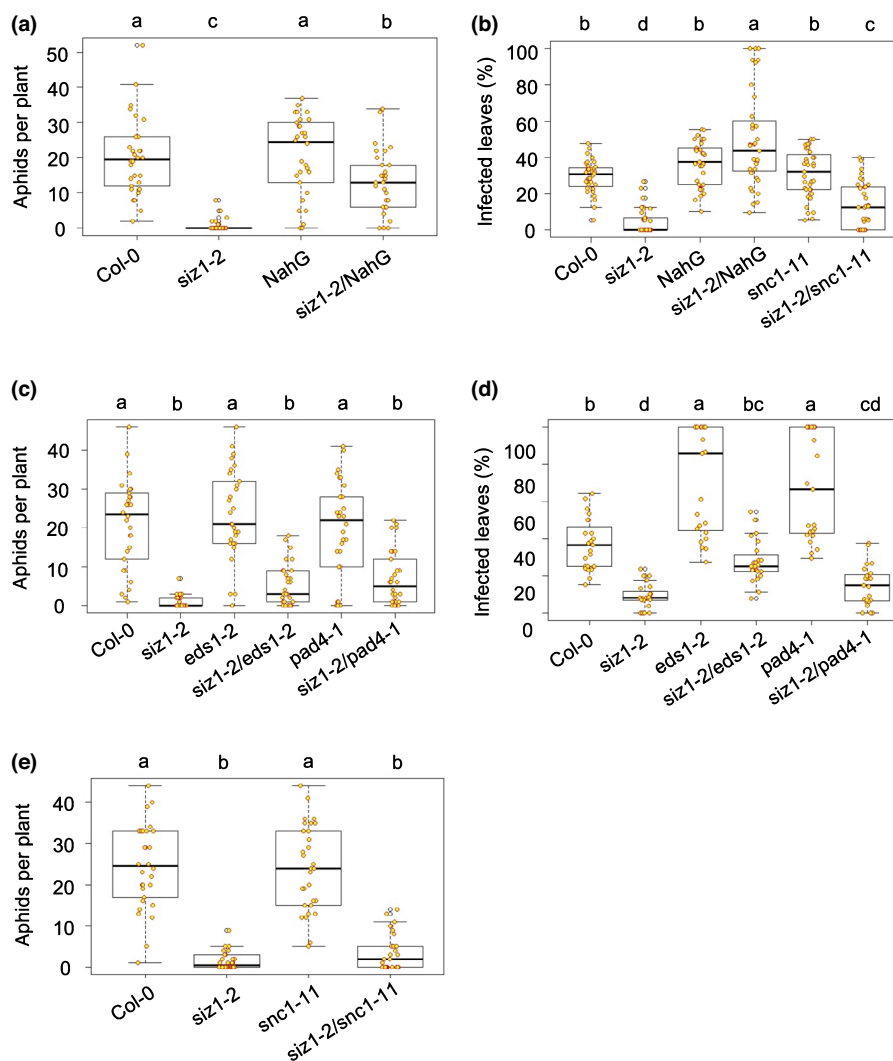 (a)
a c a b
Aphids per plant
50
40
30
20
10
0
Col-0
siz1-2
NahG
siz1-2/NahG
(b)
b d b a b c
Infected leaves (%)
100
80
60
40
20
0
Col-0
siz1-2
NahG
siz1-2/NahG
snc1-11
siz1-2/snc1-11
(c)
a b a b a b
Aphids per plant
40
30
20
10
0
Col-0
siz1-2
eds1-2
siz1-2/eds1-2
pad4-1
siz1-2/pad4-1
(d)
b d a bc a cd
Infected leaves (%)
100
80
60
40
20
0
Col-0
siz1-2
eds1-2
siz1-2/eds1-2
pad4-1
siz1-2/pad4-1
(e)
a b a b
Aphids per plant
40
30
20
10
0
Col-0
siz1-2
snc1-11
siz1-2/snc1-11